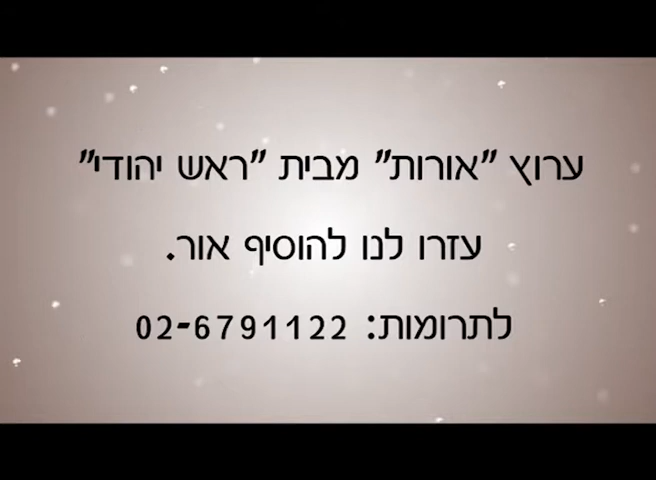 ערוץ "אורות" מבית "ראש יהודי"
עזרו לנו להוסיף אור.
לתרומות: 02-6791122